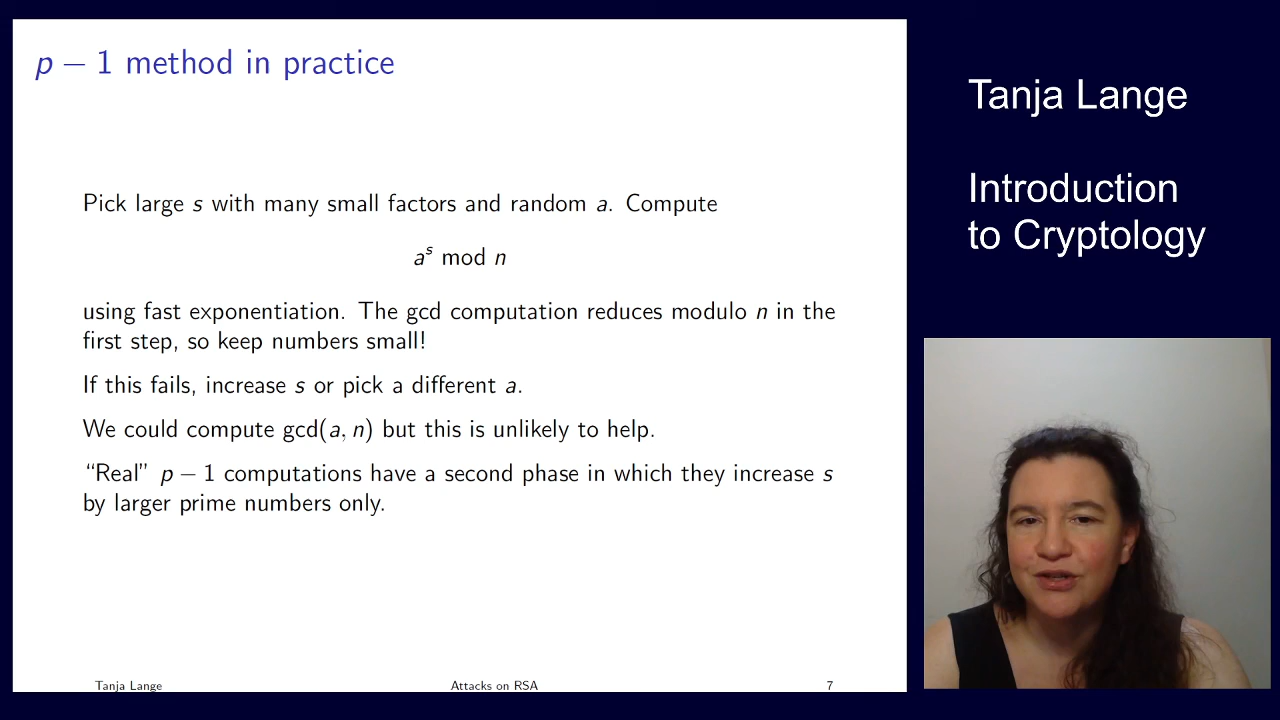 p − 1 method in practice
Pick large s with many small factors and random a. Compute
aˢ mod n
using fast exponentiation. The gcd computation reduces modulo n in the
first step, so keep numbers small!
If this fails, increase s or pick a different a.
We could compute gcd(a, n) but this is unlikely to help.
“Real” p − 1 computations have a second phase in which they increase s
by larger prime numbers only.
Tanja Lange
Attacks on RSA
7
Tanja Lange
Introduction
to Cryptology